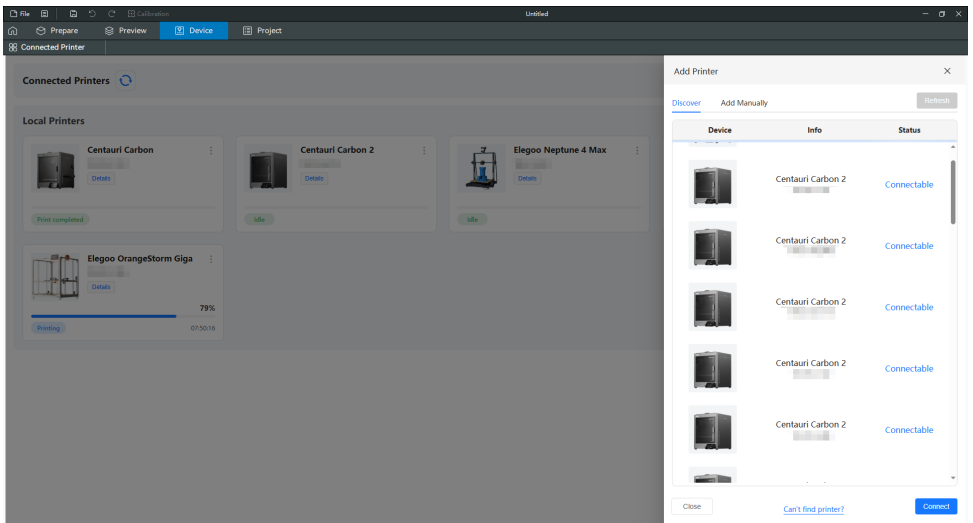 File
Calibration
Untitled
Prepare
Preview
Device
Project
Connected Printer
Connected Printers
Local Printers
Centauri Carbon
Details
Print completed
Centauri Carbon 2
Details
Idle
Elegoo Neptune 4 Max
Details
Idle
Elegoo OrangeStorm Giga
Details
79%
Printing
07:50:16
Add Printer
Discover
Add Manually
Refresh
Device
Info
Status
Centauri Carbon 2
Connectable
Centauri Carbon 2
Connectable
Centauri Carbon 2
Connectable
Centauri Carbon 2
Connectable
Centauri Carbon 2
Connectable
Close
Can't find printer?
Connect